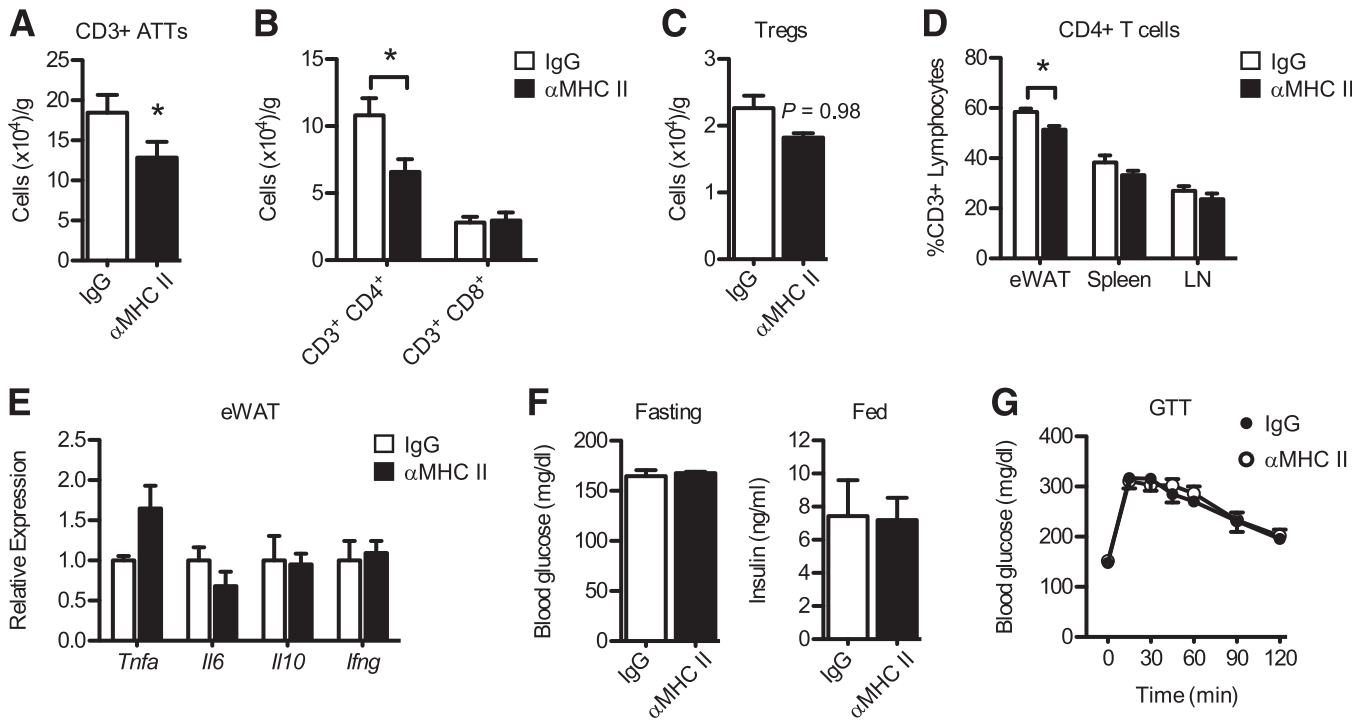 A
CD3+ ATTs
Cells (x10⁴)/g
25
20
15
10
5
0
*
IgG
αMHC II
B
Cells (x10⁴)/g
15
10
5
0
*
IgG
αMHC II
CD3⁺ CD4⁺
CD3⁺ CD8⁺
C
Tregs
Cells (x10⁴)/g
3
2
1
0
P = 0.98
IgG
αMHC II
D
CD4+ T cells
%CD3+ Lymphocytes
80
60
40
20
0
*
IgG
αMHC II
eWAT Spleen LN
E
eWAT
Relative Expression
2.5
2.0
1.5
1.0
0.5
0.0
IgG
αMHC II
Tnfa Il6 Il10 Ifng
F
Fasting
Blood glucose (mg/dl)
200
150
100
50
0
IgG
αMHC II
Fed
Insulin (ng/ml)
12
10
8
6
4
2
0
IgG
αMHC II
G
GTT
Blood glucose (mg/dl)
400
300
200
100
0
IgG
αMHC II
0 30 60 90 120
Time (min)